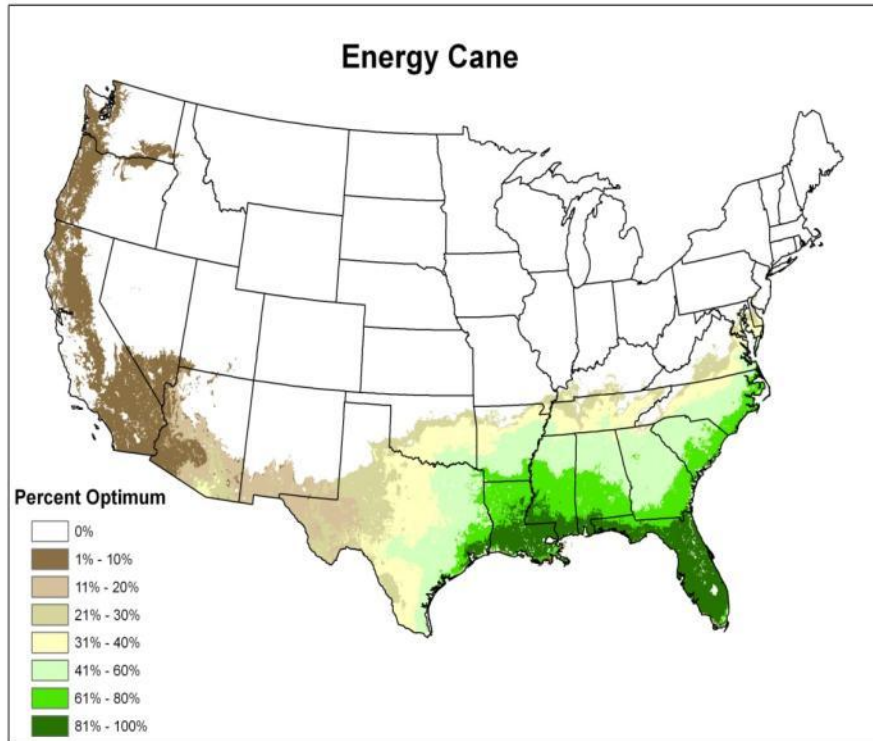 Energy Cane
Percent Optimum
0%
1% - 10%
11% - 20%
21% - 30%
31% - 40%
41% - 60%
61% - 80%
81% - 100%